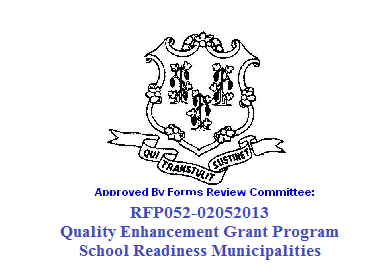 QUI TRANSTULIT SUSTINET
Approved By Forms Review Committee:
RFP052-02052013
Quality Enhancement Grant Program
School Readiness Municipalities